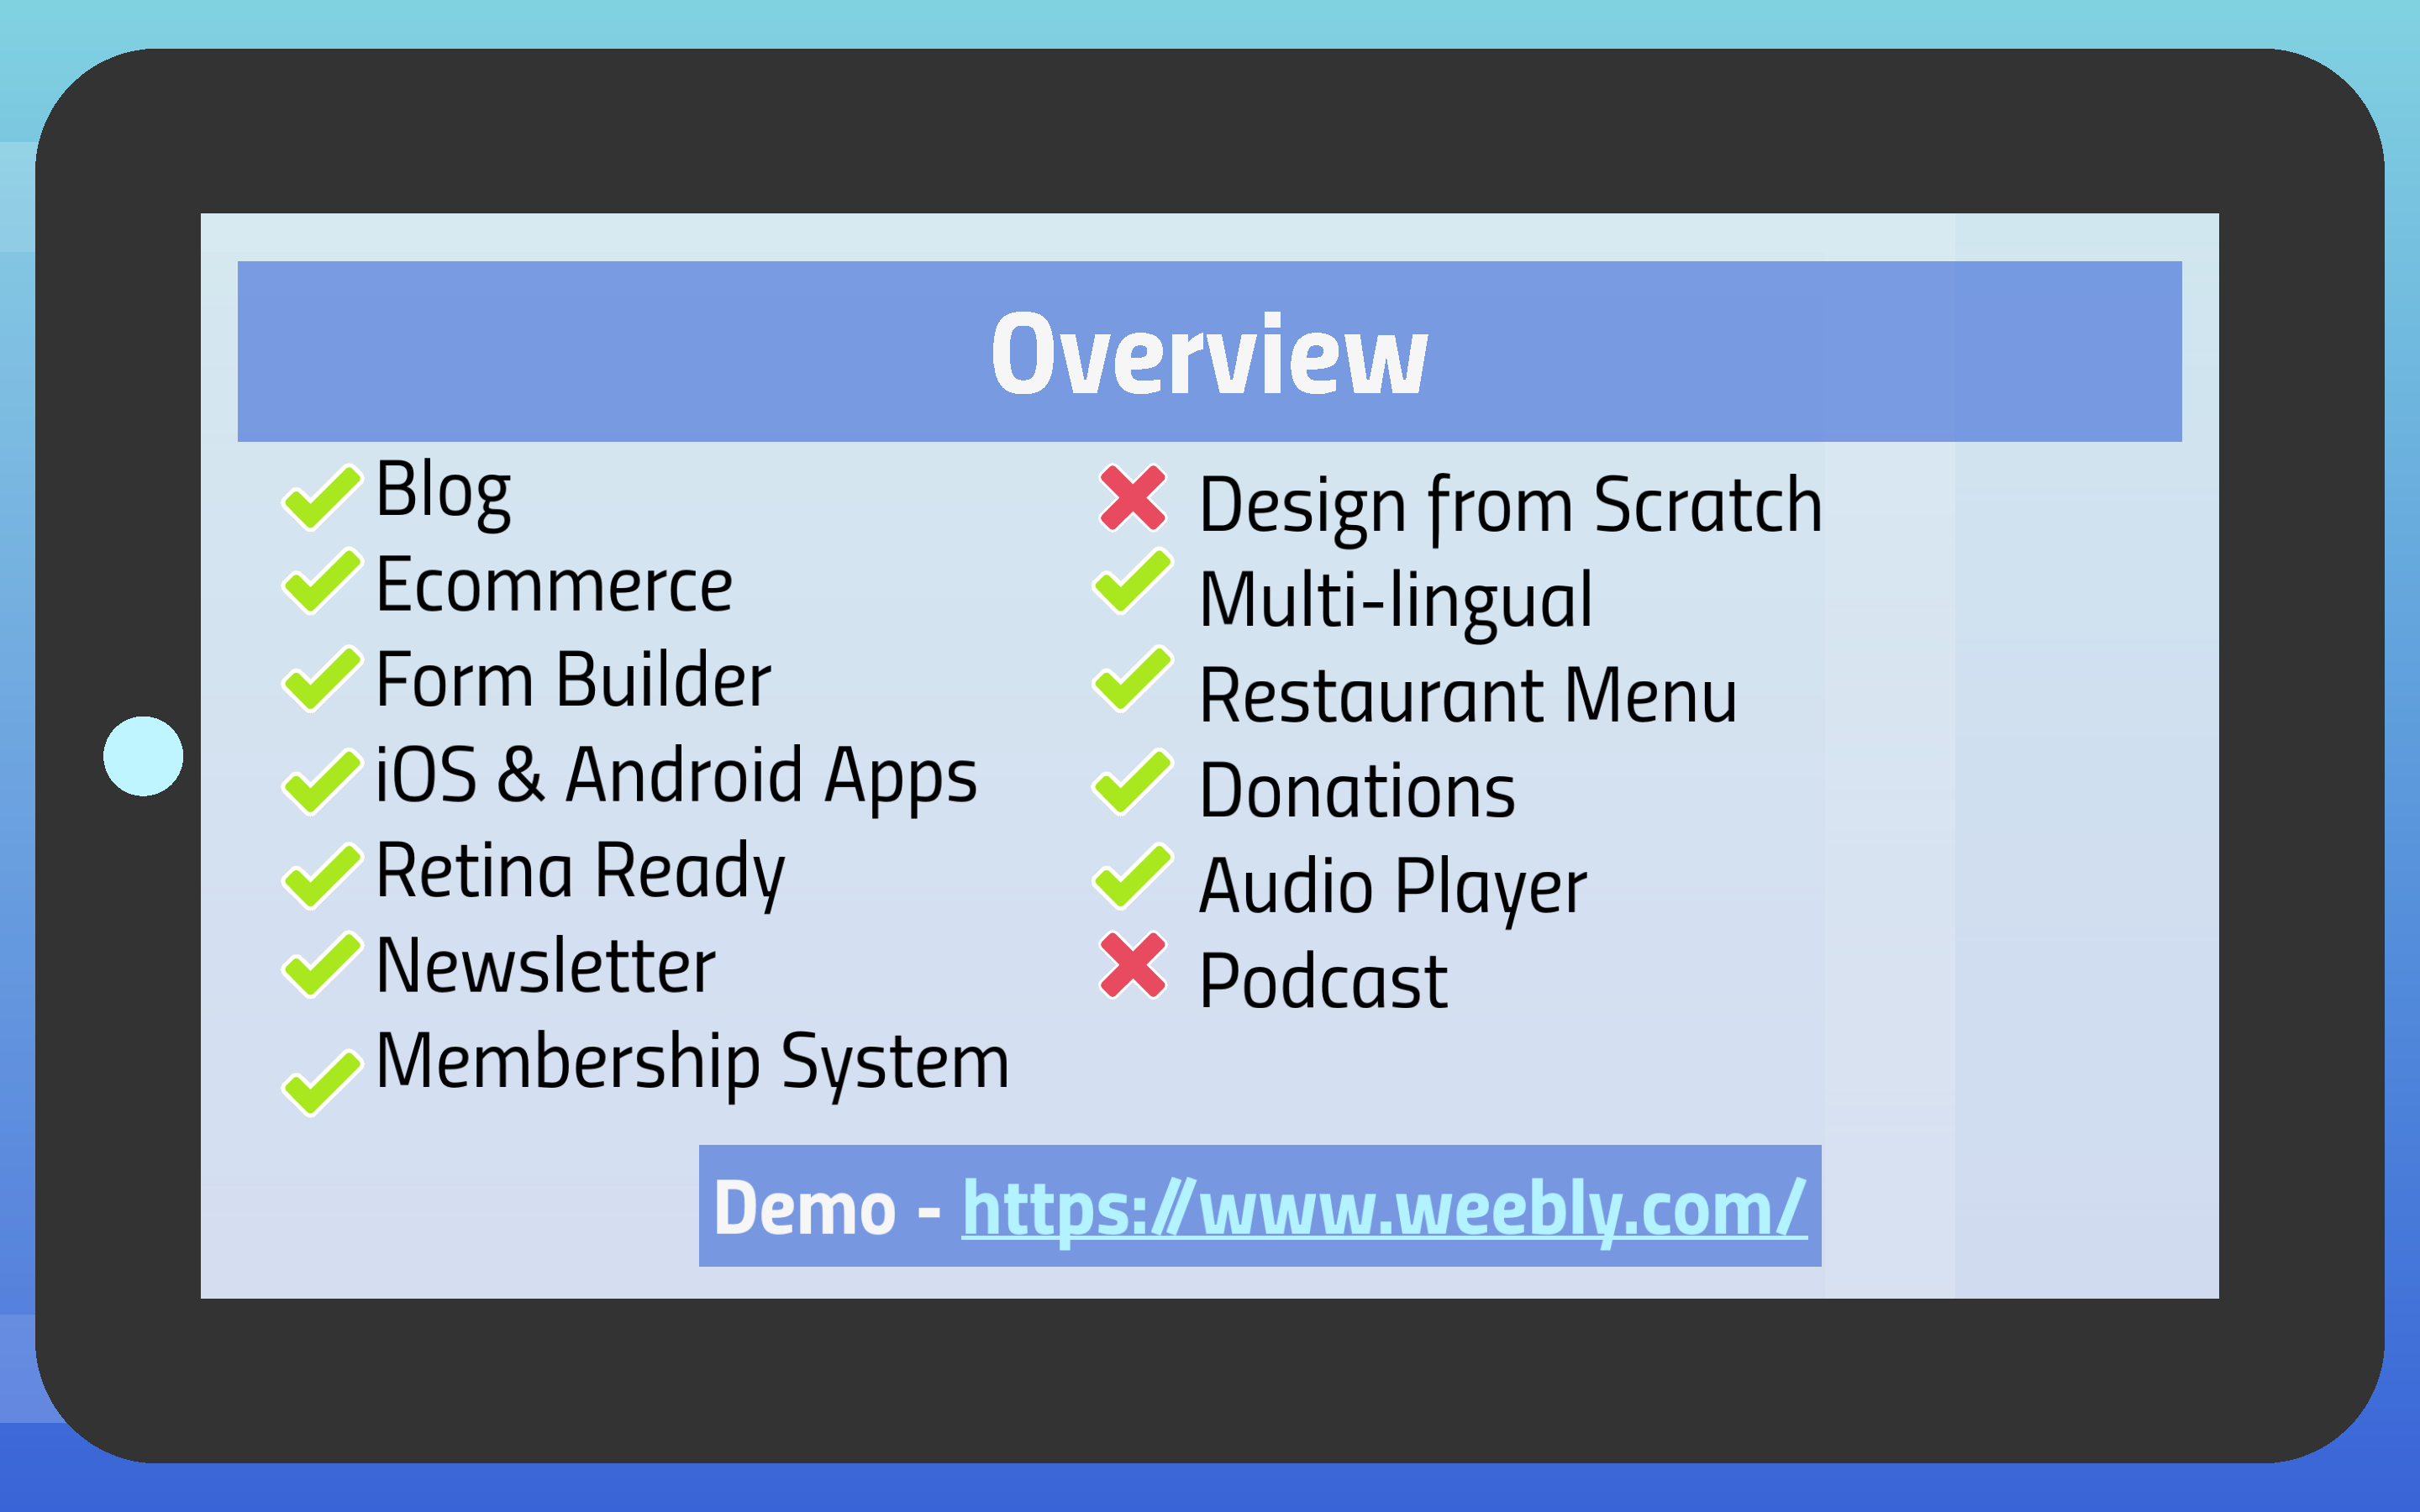 Overview
Blog
Ecommerce
Form Builder
iOS & Android Apps
Retina Ready
Newsletter
Membership System
Design from Scratch
Multi-lingual
Restaurant Menu
Donations
Audio Player
Podcast
Demo - https://www.weebly.com/